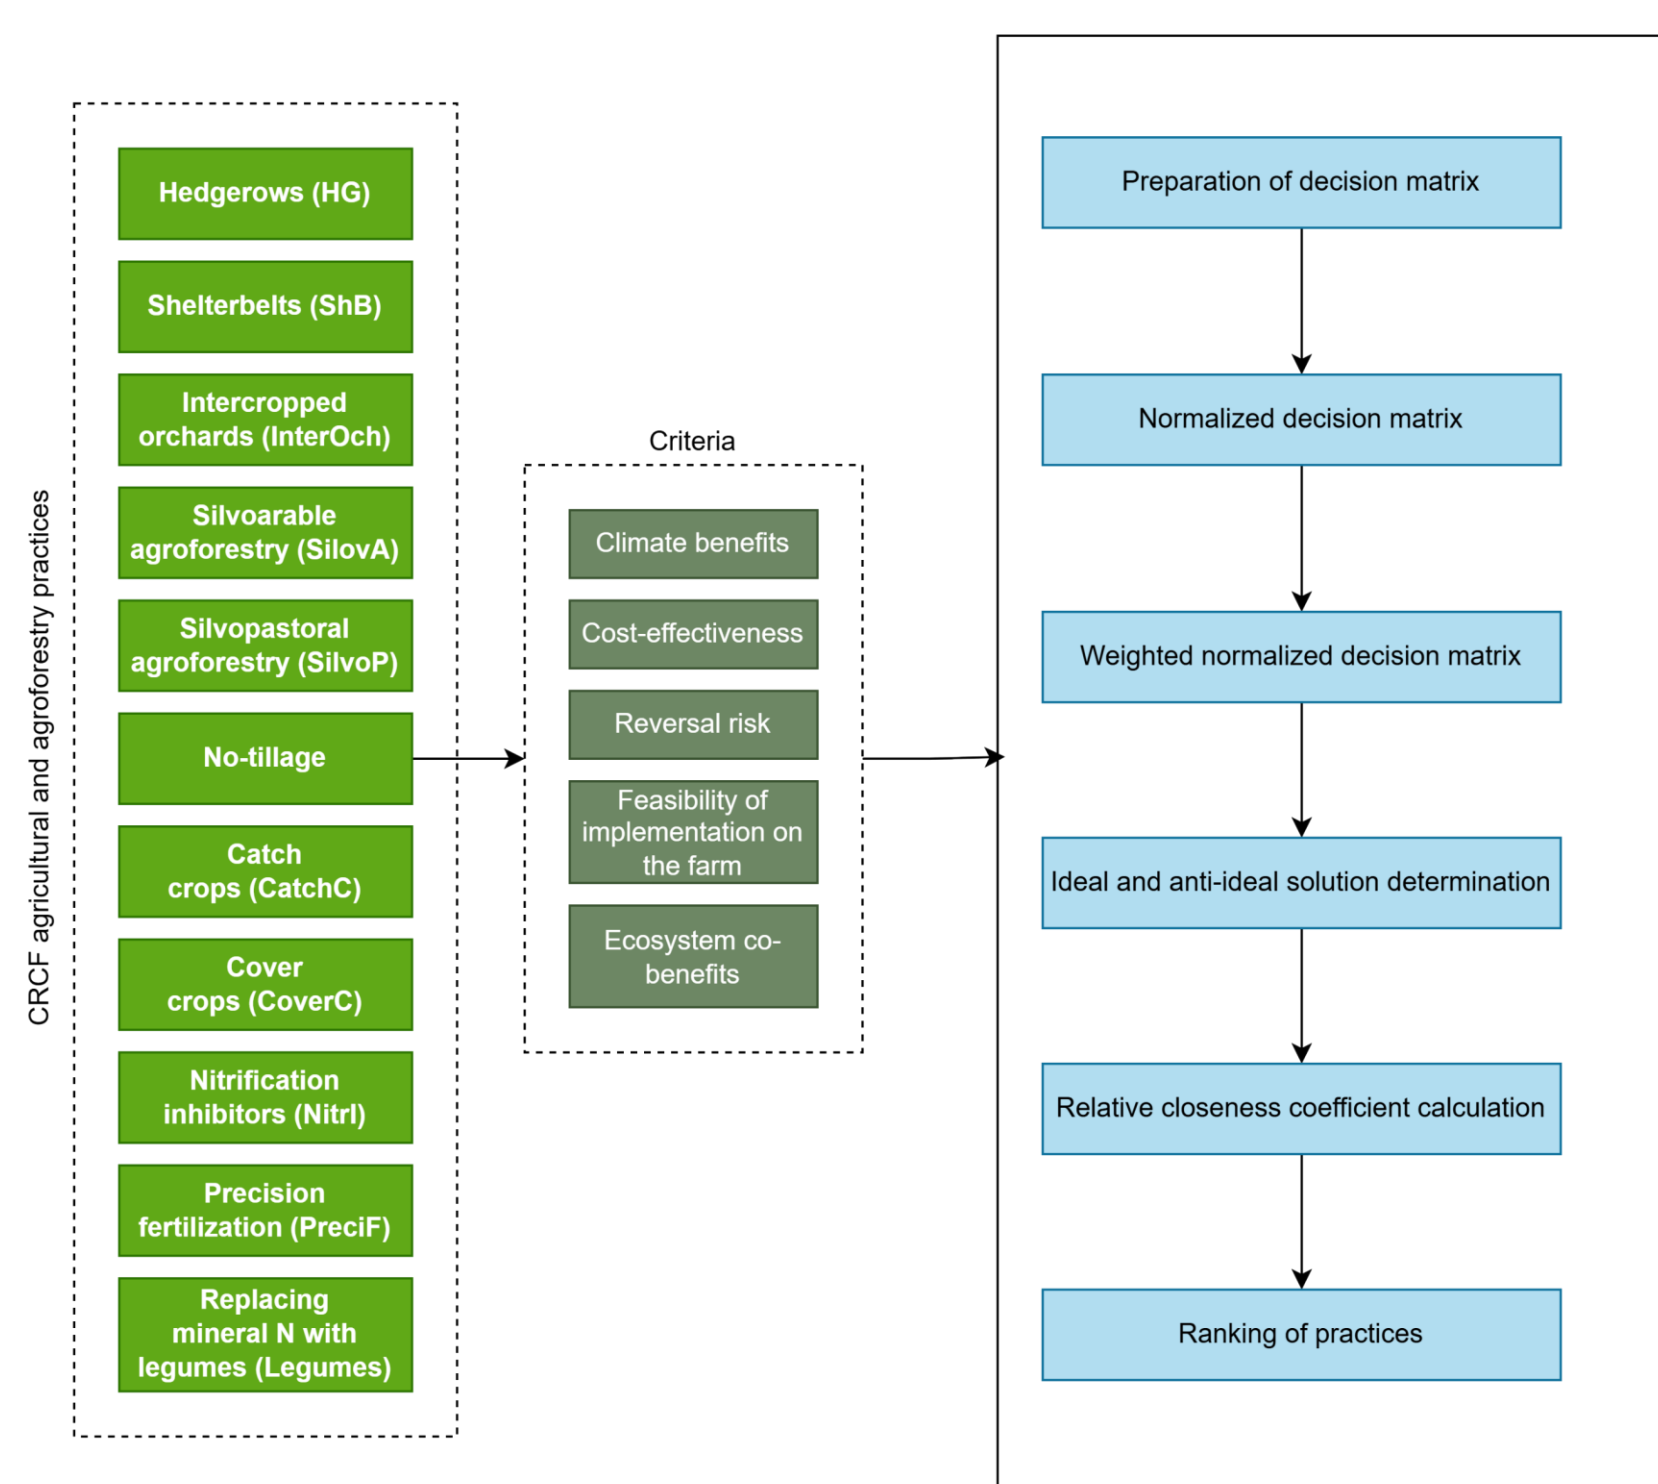 CRCF agricultural and agroforestry practices
Hedgerows (HG)
Shelterbelts (ShB)
Intercropped
orchards (InterOch)
Silvoarable
agroforestry (SilovA)
Silvopastoral
agroforestry (SilvoP)
No-tillage
Catch
crops (CatchC)
Cover
crops (CoverC)
Nitrification
inhibitors (NitrI)
Precision
fertilization (PreciF)
Replacing
mineral N with
legumes (Legumes)
Criteria
Climate benefits
Cost-effectiveness
Reversal risk
Feasibility of
implementation on
the farm
Ecosystem co-
benefits
Preparation of decision matrix
Normalized decision matrix
Weighted normalized decision matrix
Ideal and anti-ideal solution determination
Relative closeness coefficient calculation
Ranking of practices